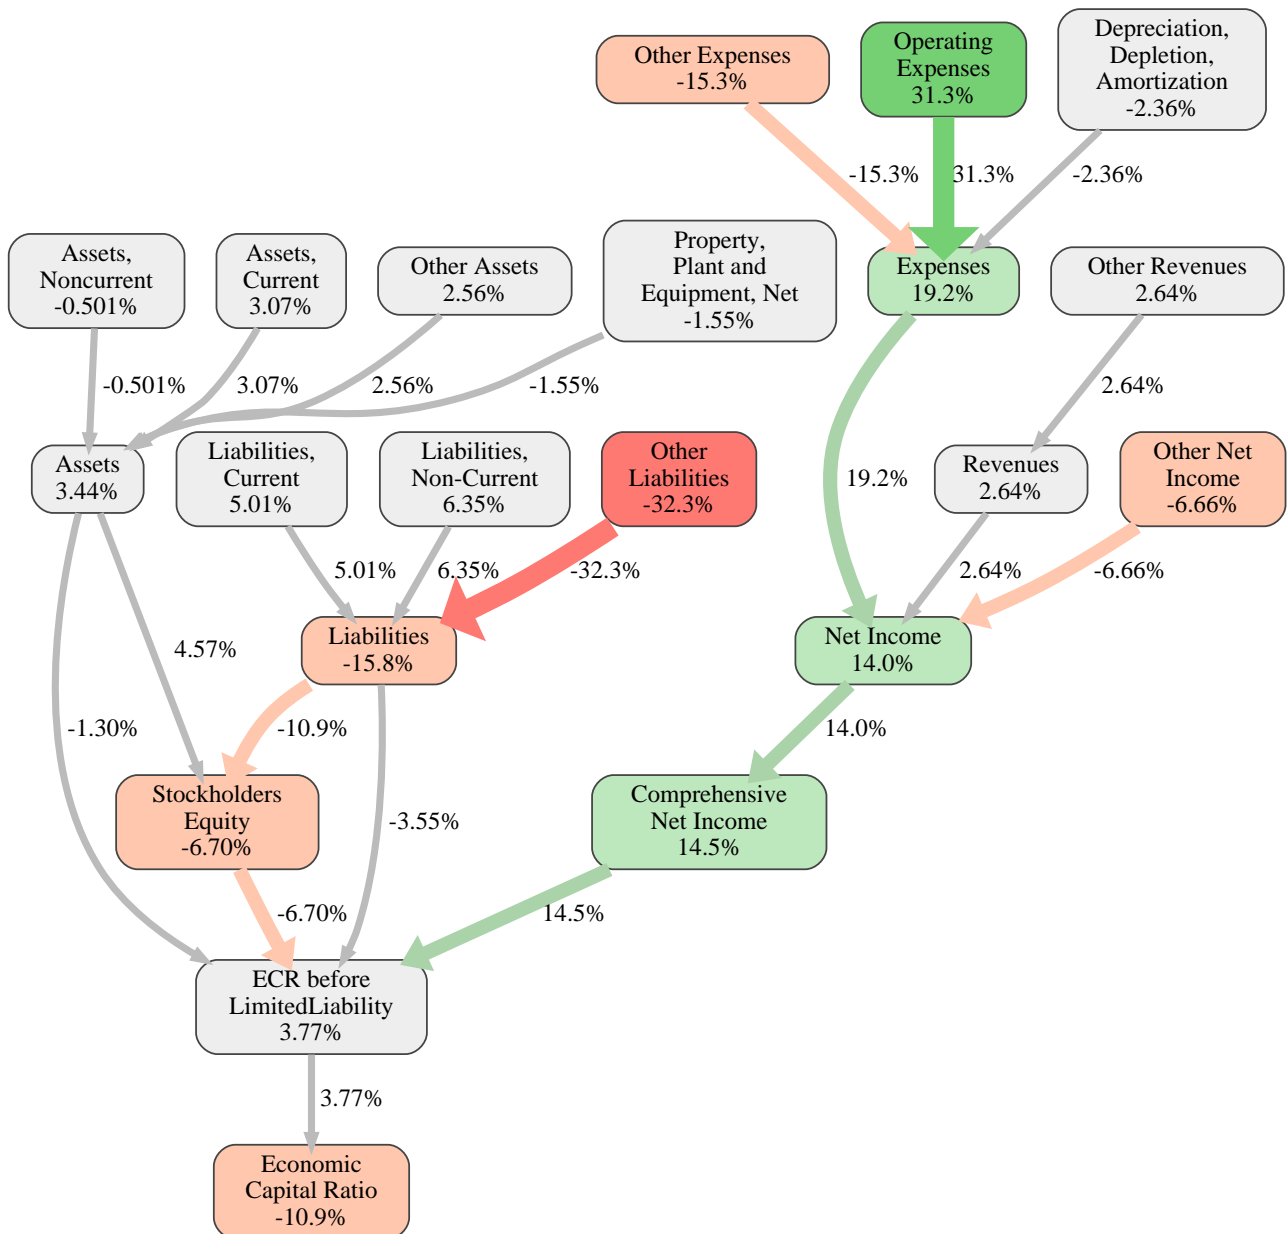 Other Expenses
-15.3%
Operating
Expenses
31.3%
Depreciation,
Depletion,
Amortization
-2.36%
-15.3%
31.3%
-2.36%
Assets,
Noncurrent
-0.501%
Assets,
Current
3.07%
Other Assets
2.56%
Property,
Plant and
Equipment, Net
-1.55%
Expenses
19.2%
Other Revenues
2.64%
-0.501%
3.07%
2.56%
-1.55%
2.64%
Assets
3.44%
Liabilities,
Current
5.01%
Liabilities,
Non-Current
6.35%
Other
Liabilities
-32.3%
19.2%
Revenues
2.64%
Other Net
Income
-6.66%
5.01%
6.35%
-32.3%
2.64%
-6.66%
4.57%
Liabilities
-15.8%
Net Income
14.0%
-1.30%
-10.9%
14.0%
Stockholders
Equity
-6.70%
-3.55%
Comprehensive
Net Income
14.5%
-6.70%
14.5%
ECR before
LimitedLiability
3.77%
3.77%
Economic
Capital Ratio
-10.9%